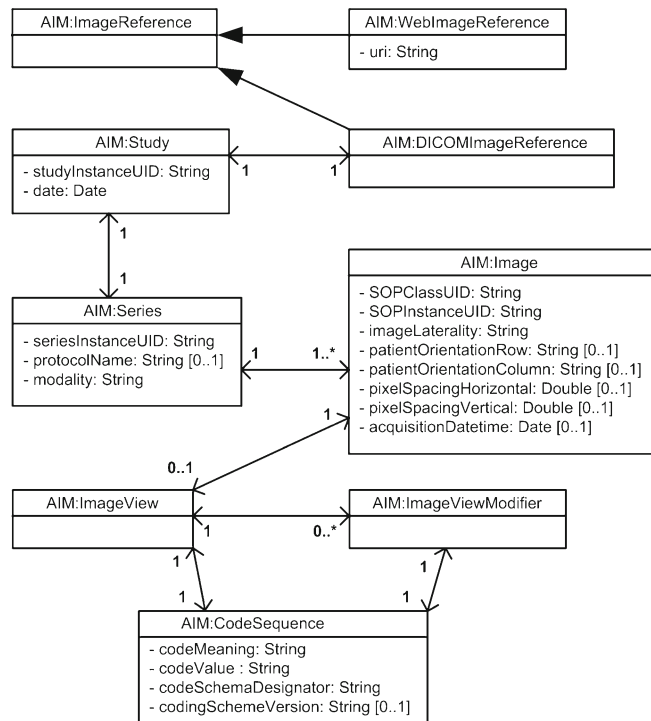 AIM:ImageReference
AIM:WebImageReference
- uri: String
AIM:Study
- studyInstanceUID: String
- date: Date
AIM:DICOMImageReference
1
1
1
1
AIM:Series
- seriesInstanceUID: String
- protocolName: String [0..1]
- modality: String
AIM:Image
- SOPClassUID: String
- SOPInstanceUID: String
- imageLaterality: String
- patientOrientationRow: String [0..1]
- patientOrientationColumn: String [0..1]
- pixelSpacingHorizontal: Double [0..1]
- pixelSpacingVertical: Double [0..1]
- acquisitionDatetime: Date [0..1]
1
1..*
1
0..1
AIM:ImageView
AIM:ImageViewModifier
1
0..*
1
1
1
1
AIM:CodeSequence
- codeMeaning: String
- codeValue : String
- codeSchemaDesignator: String
- codingSchemeVersion: String [0..1]